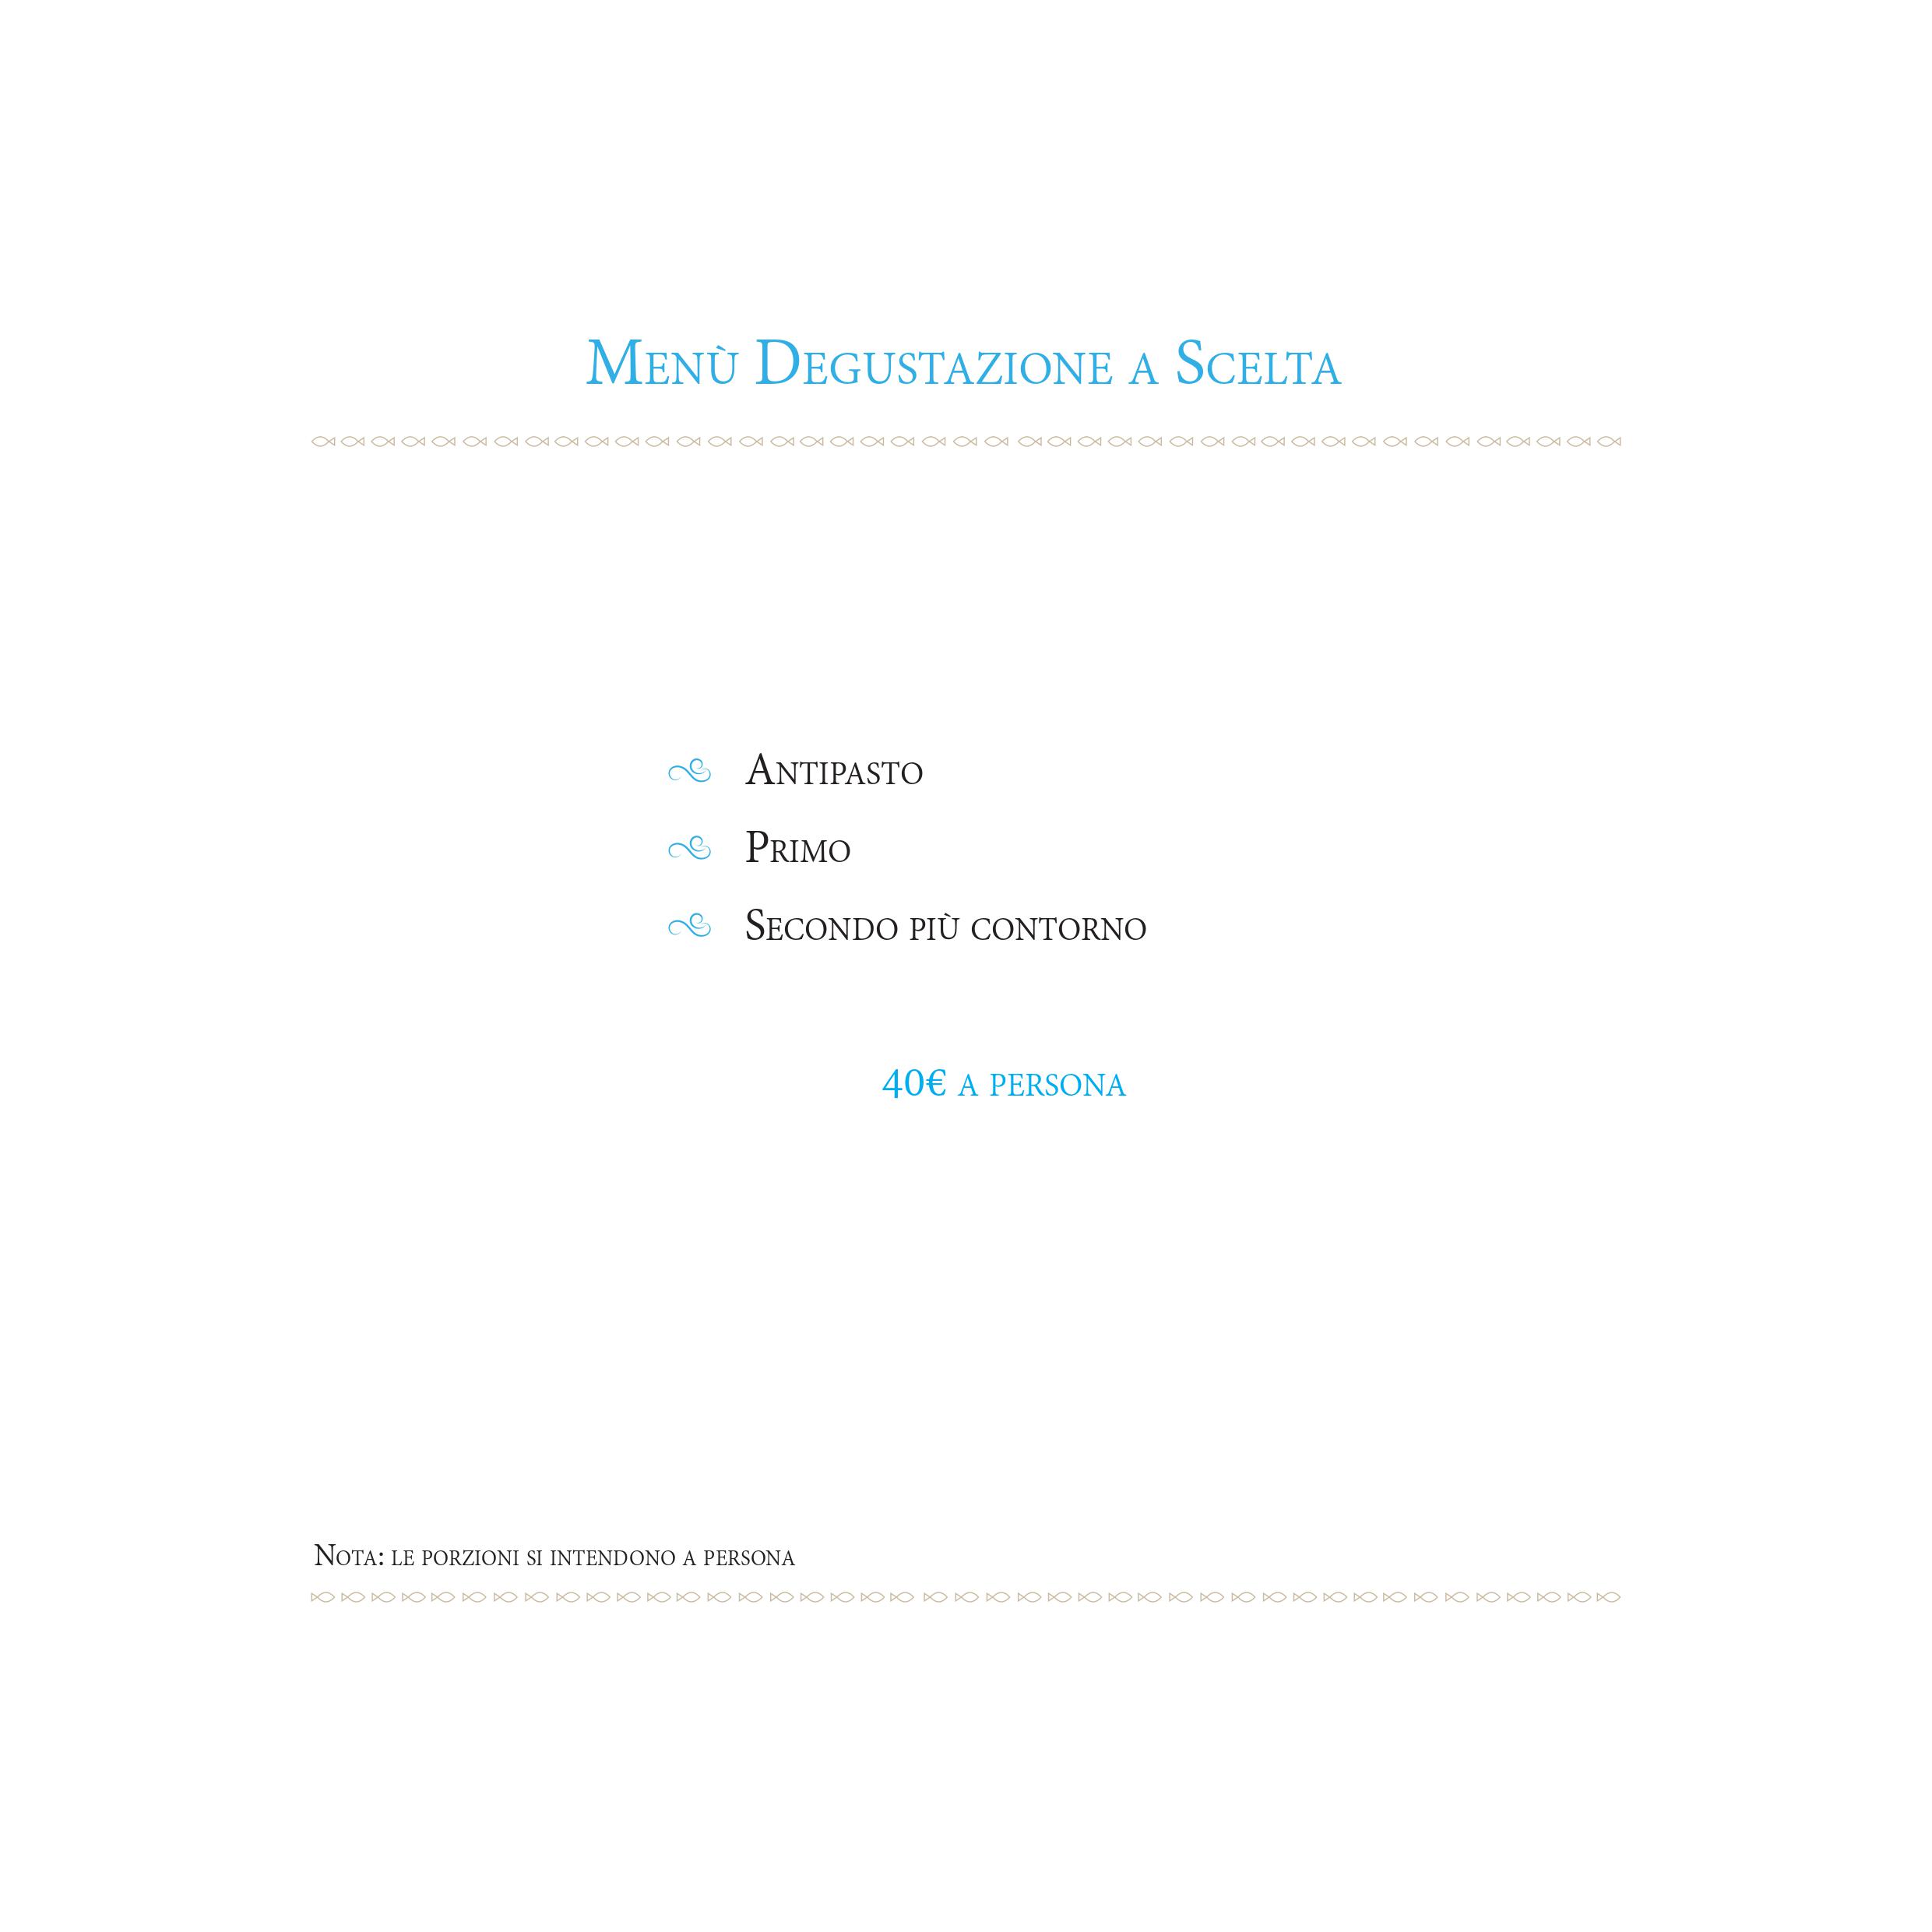 Menù Degustazione a Scelta
Antipasto
Primo
Secondo più contorno
40€ a persona
Nota: le porzioni si intendono a persona